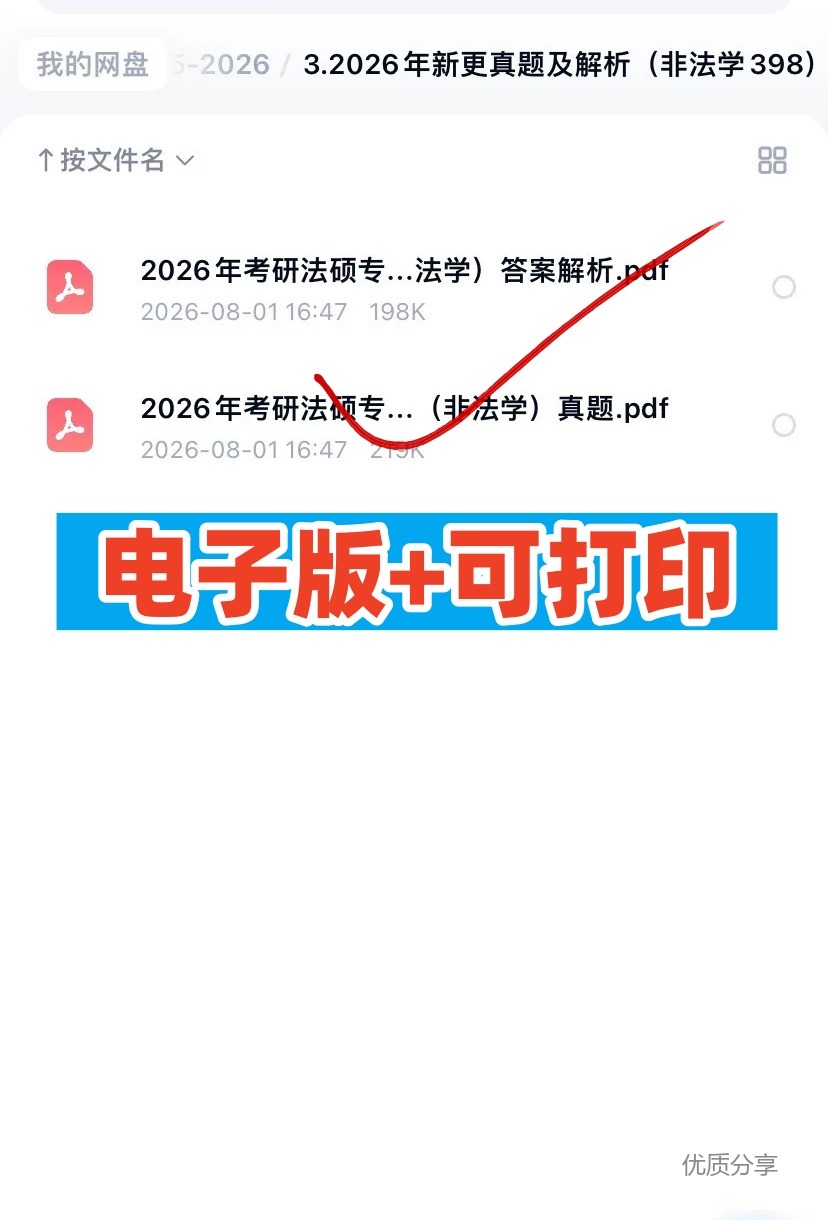 我的网盘 5-2026 / 3.2026年新更真题及解析（非法学398）
↑按文件名
2026年考研法硕专...法学）答案解析.pdf
2026-08-01 16:47 198K
2026年考研法硕专...（非法学）真题.pdf
2026-08-01 16:47 219K
电子版+可打印
优质分享